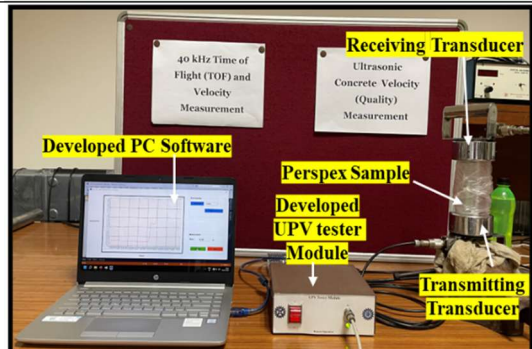 Receiving Transducer
40 kHz Time of
Flight (TOF) and
Velocity
Measurement
Ultrasonic
Concrete Velocity
(Quality)
Measurement
Developed PC Software
Perspex Sample
Developed
UPV tester
Module
Transmitting
Transducer